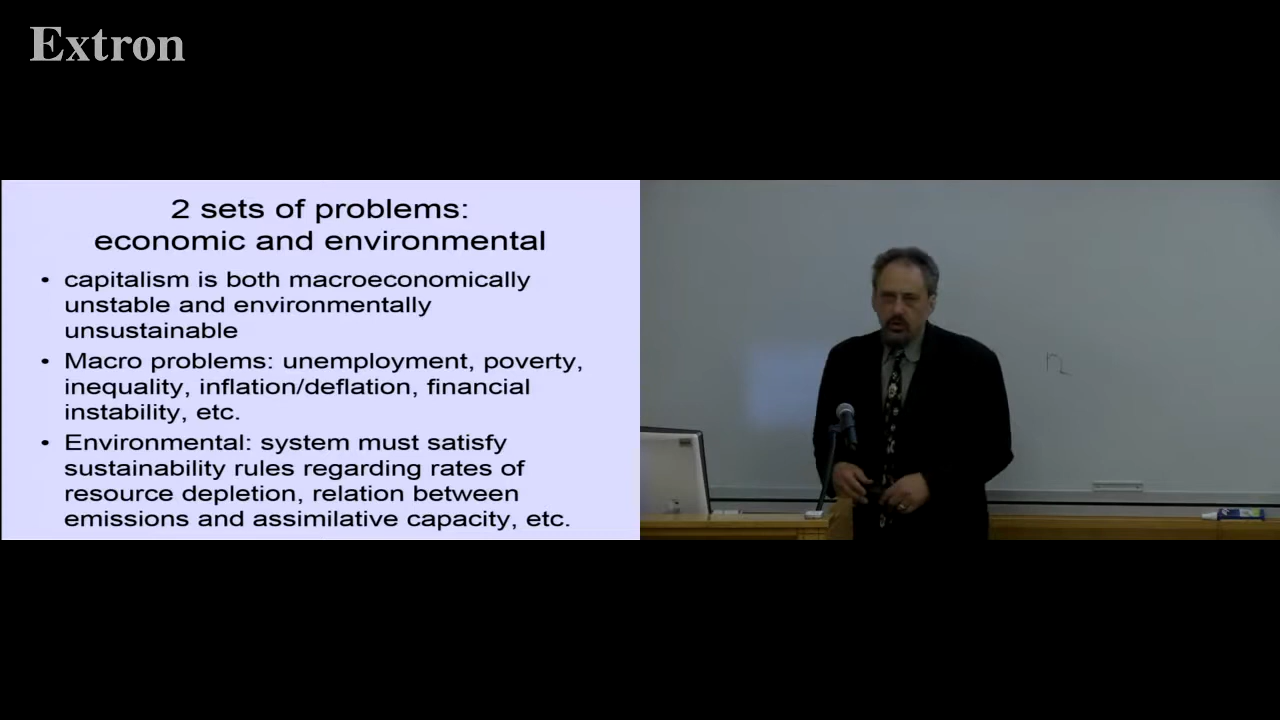 Extron
2 sets of problems:
economic and environmental
• capitalism is both macroeconomically
unstable and environmentally
unsustainable
• Macro problems: unemployment, poverty,
inequality, inflation/deflation, financial
instability, etc.
• Environmental: system must satisfy
sustainability rules regarding rates of
resource depletion, relation between
emissions and assimilative capacity, etc.
n